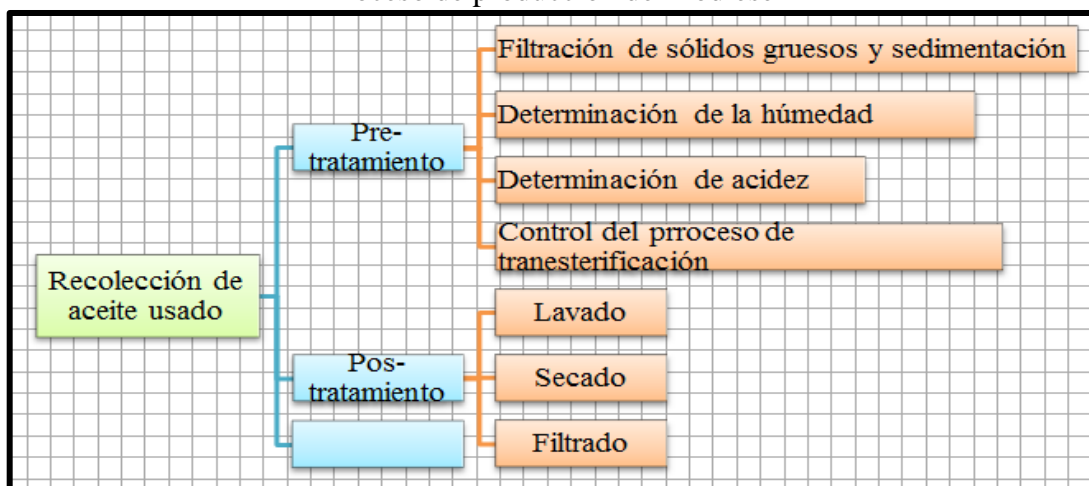 Filtración de sólidos gruesos y sedimentación
Determinación de la húmedad
Pre-
tratamiento
Determinación de acidez
Control del prroceso de
tranesterificación
Recolección de
aceite usado
Lavado
Pos-
tratamiento
Secado
Filtrado